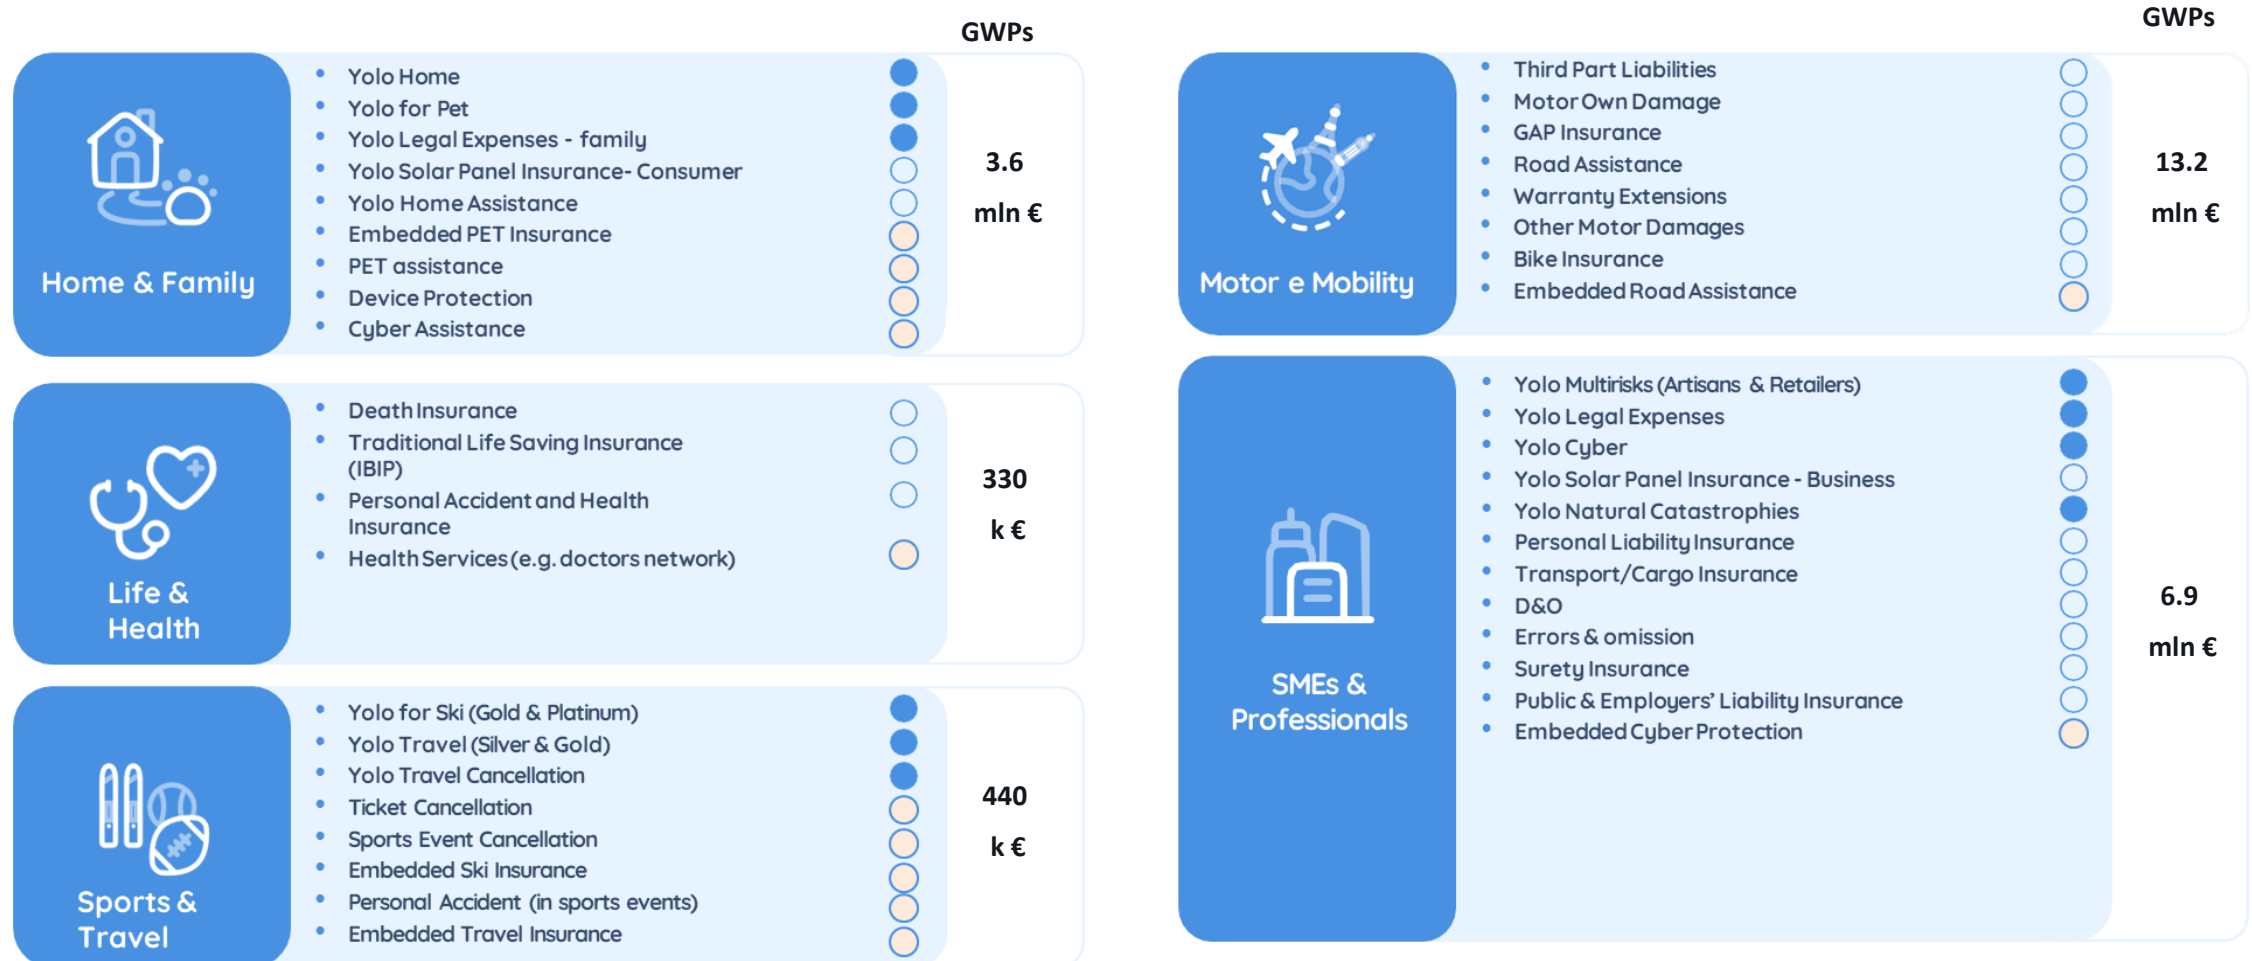 GWPs
Home & Family
• Yolo Home
• Yolo for Pet
• Yolo Legal Expenses - family
• Yolo Solar Panel Insurance- Consumer
• Yolo Home Assistance
• Embedded PET Insurance
• PET assistance
• Device Protection
• Cyber Assistance
3.6
mln €
Life &
Health
• Death Insurance
• Traditional Life Saving Insurance
(IBIP)
• Personal Accident and Health
Insurance
• Health Services (e.g. doctors network)
330
k €
Sports &
Travel
• Yolo for Ski (Gold & Platinum)
• Yolo Travel (Silver & Gold)
• Yolo Travel Cancellation
• Ticket Cancellation
• Sports Event Cancellation
• Embedded Ski Insurance
• Personal Accident (in sports events)
• Embedded Travel Insurance
440
k €
GWPs
Motor e Mobility
• Third Part Liabilities
• Motor Own Damage
• GAP Insurance
• Road Assistance
• Warranty Extensions
• Other Motor Damages
• Bike Insurance
• Embedded Road Assistance
13.2
mln €
SMEs &
Professionals
• Yolo Multirisks (Artisans & Retailers)
• Yolo Legal Expenses
• Yolo Cyber
• Yolo Solar Panel Insurance - Business
• Yolo Natural Catastrophies
• Personal Liability Insurance
• Transport/Cargo Insurance
• D&O
• Errors & omission
• Surety Insurance
• Public & Employers’ Liability Insurance
• Embedded Cyber Protection
6.9
mln €